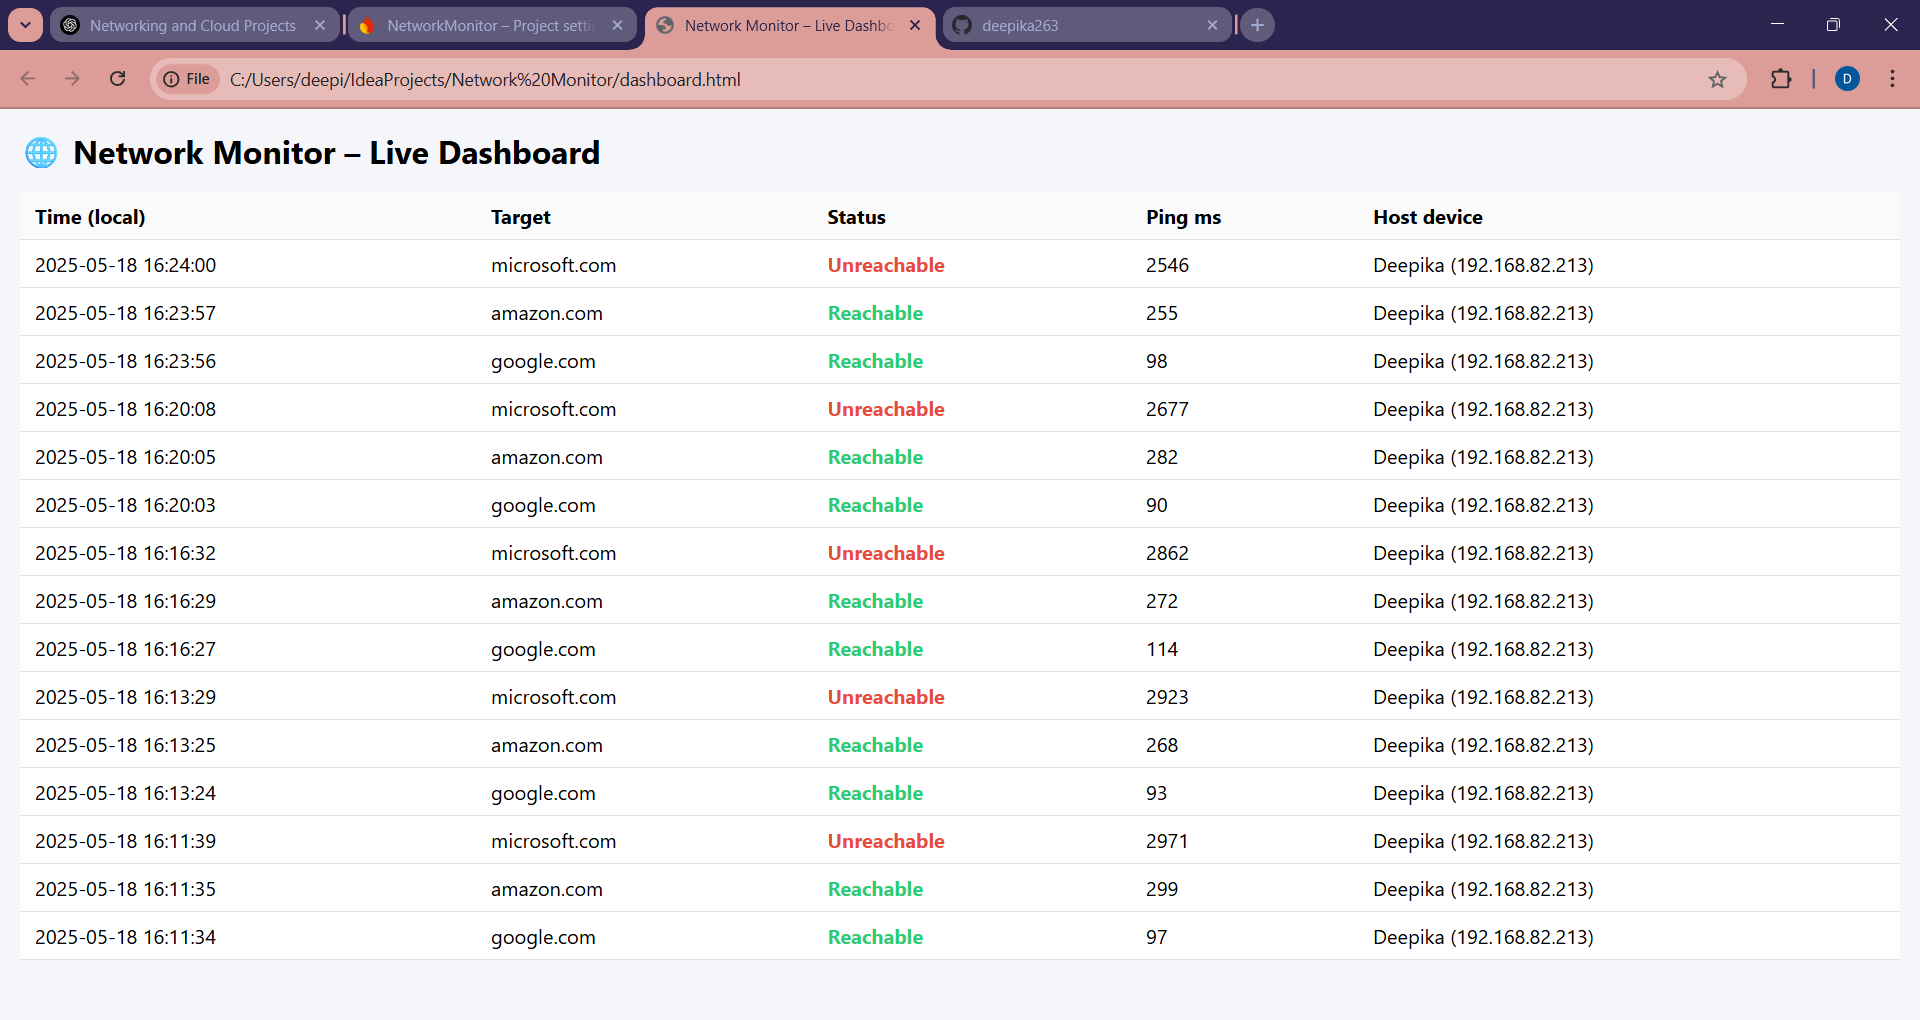 Networking and Cloud Projects
NetworkMonitor – Project setti
Network Monitor – Live Dashbo
deepika263
File
C:/Users/deepi/IdeaProjects/Network%20Monitor/dashboard.html
D
Network Monitor – Live Dashboard
Time (local) Target Status Ping ms Host device
2025-05-18 16:24:00 microsoft.com Unreachable 2546 Deepika (192.168.82.213)
2025-05-18 16:23:57 amazon.com Reachable 255 Deepika (192.168.82.213)
2025-05-18 16:23:56 google.com Reachable 98 Deepika (192.168.82.213)
2025-05-18 16:20:08 microsoft.com Unreachable 2677 Deepika (192.168.82.213)
2025-05-18 16:20:05 amazon.com Reachable 282 Deepika (192.168.82.213)
2025-05-18 16:20:03 google.com Reachable 90 Deepika (192.168.82.213)
2025-05-18 16:16:32 microsoft.com Unreachable 2862 Deepika (192.168.82.213)
2025-05-18 16:16:29 amazon.com Reachable 272 Deepika (192.168.82.213)
2025-05-18 16:16:27 google.com Reachable 114 Deepika (192.168.82.213)
2025-05-18 16:13:29 microsoft.com Unreachable 2923 Deepika (192.168.82.213)
2025-05-18 16:13:25 amazon.com Reachable 268 Deepika (192.168.82.213)
2025-05-18 16:13:24 google.com Reachable 93 Deepika (192.168.82.213)
2025-05-18 16:11:39 microsoft.com Unreachable 2971 Deepika (192.168.82.213)
2025-05-18 16:11:35 amazon.com Reachable 299 Deepika (192.168.82.213)
2025-05-18 16:11:34 google.com Reachable 97 Deepika (192.168.82.213)